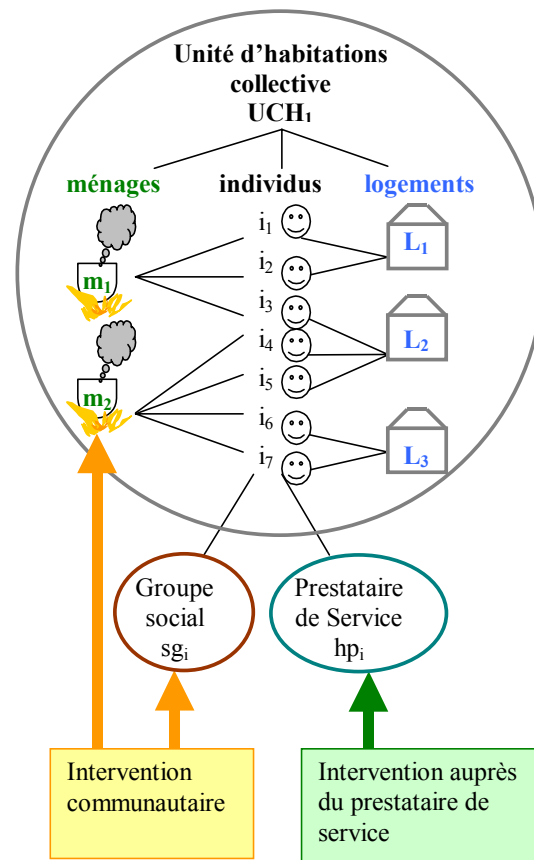 Unité d’habitations
collective
UCH₁
ménages individus logements
i₁
L₁
m₁
i₂
i₃
i₄
L₂
m₂
i₅
i₆
i₇
L₃
Groupe
social
sgᵢ
Prestataire
de Service
hpᵢ
Intervention
communautaire
Intervention auprès
du prestataire de
service